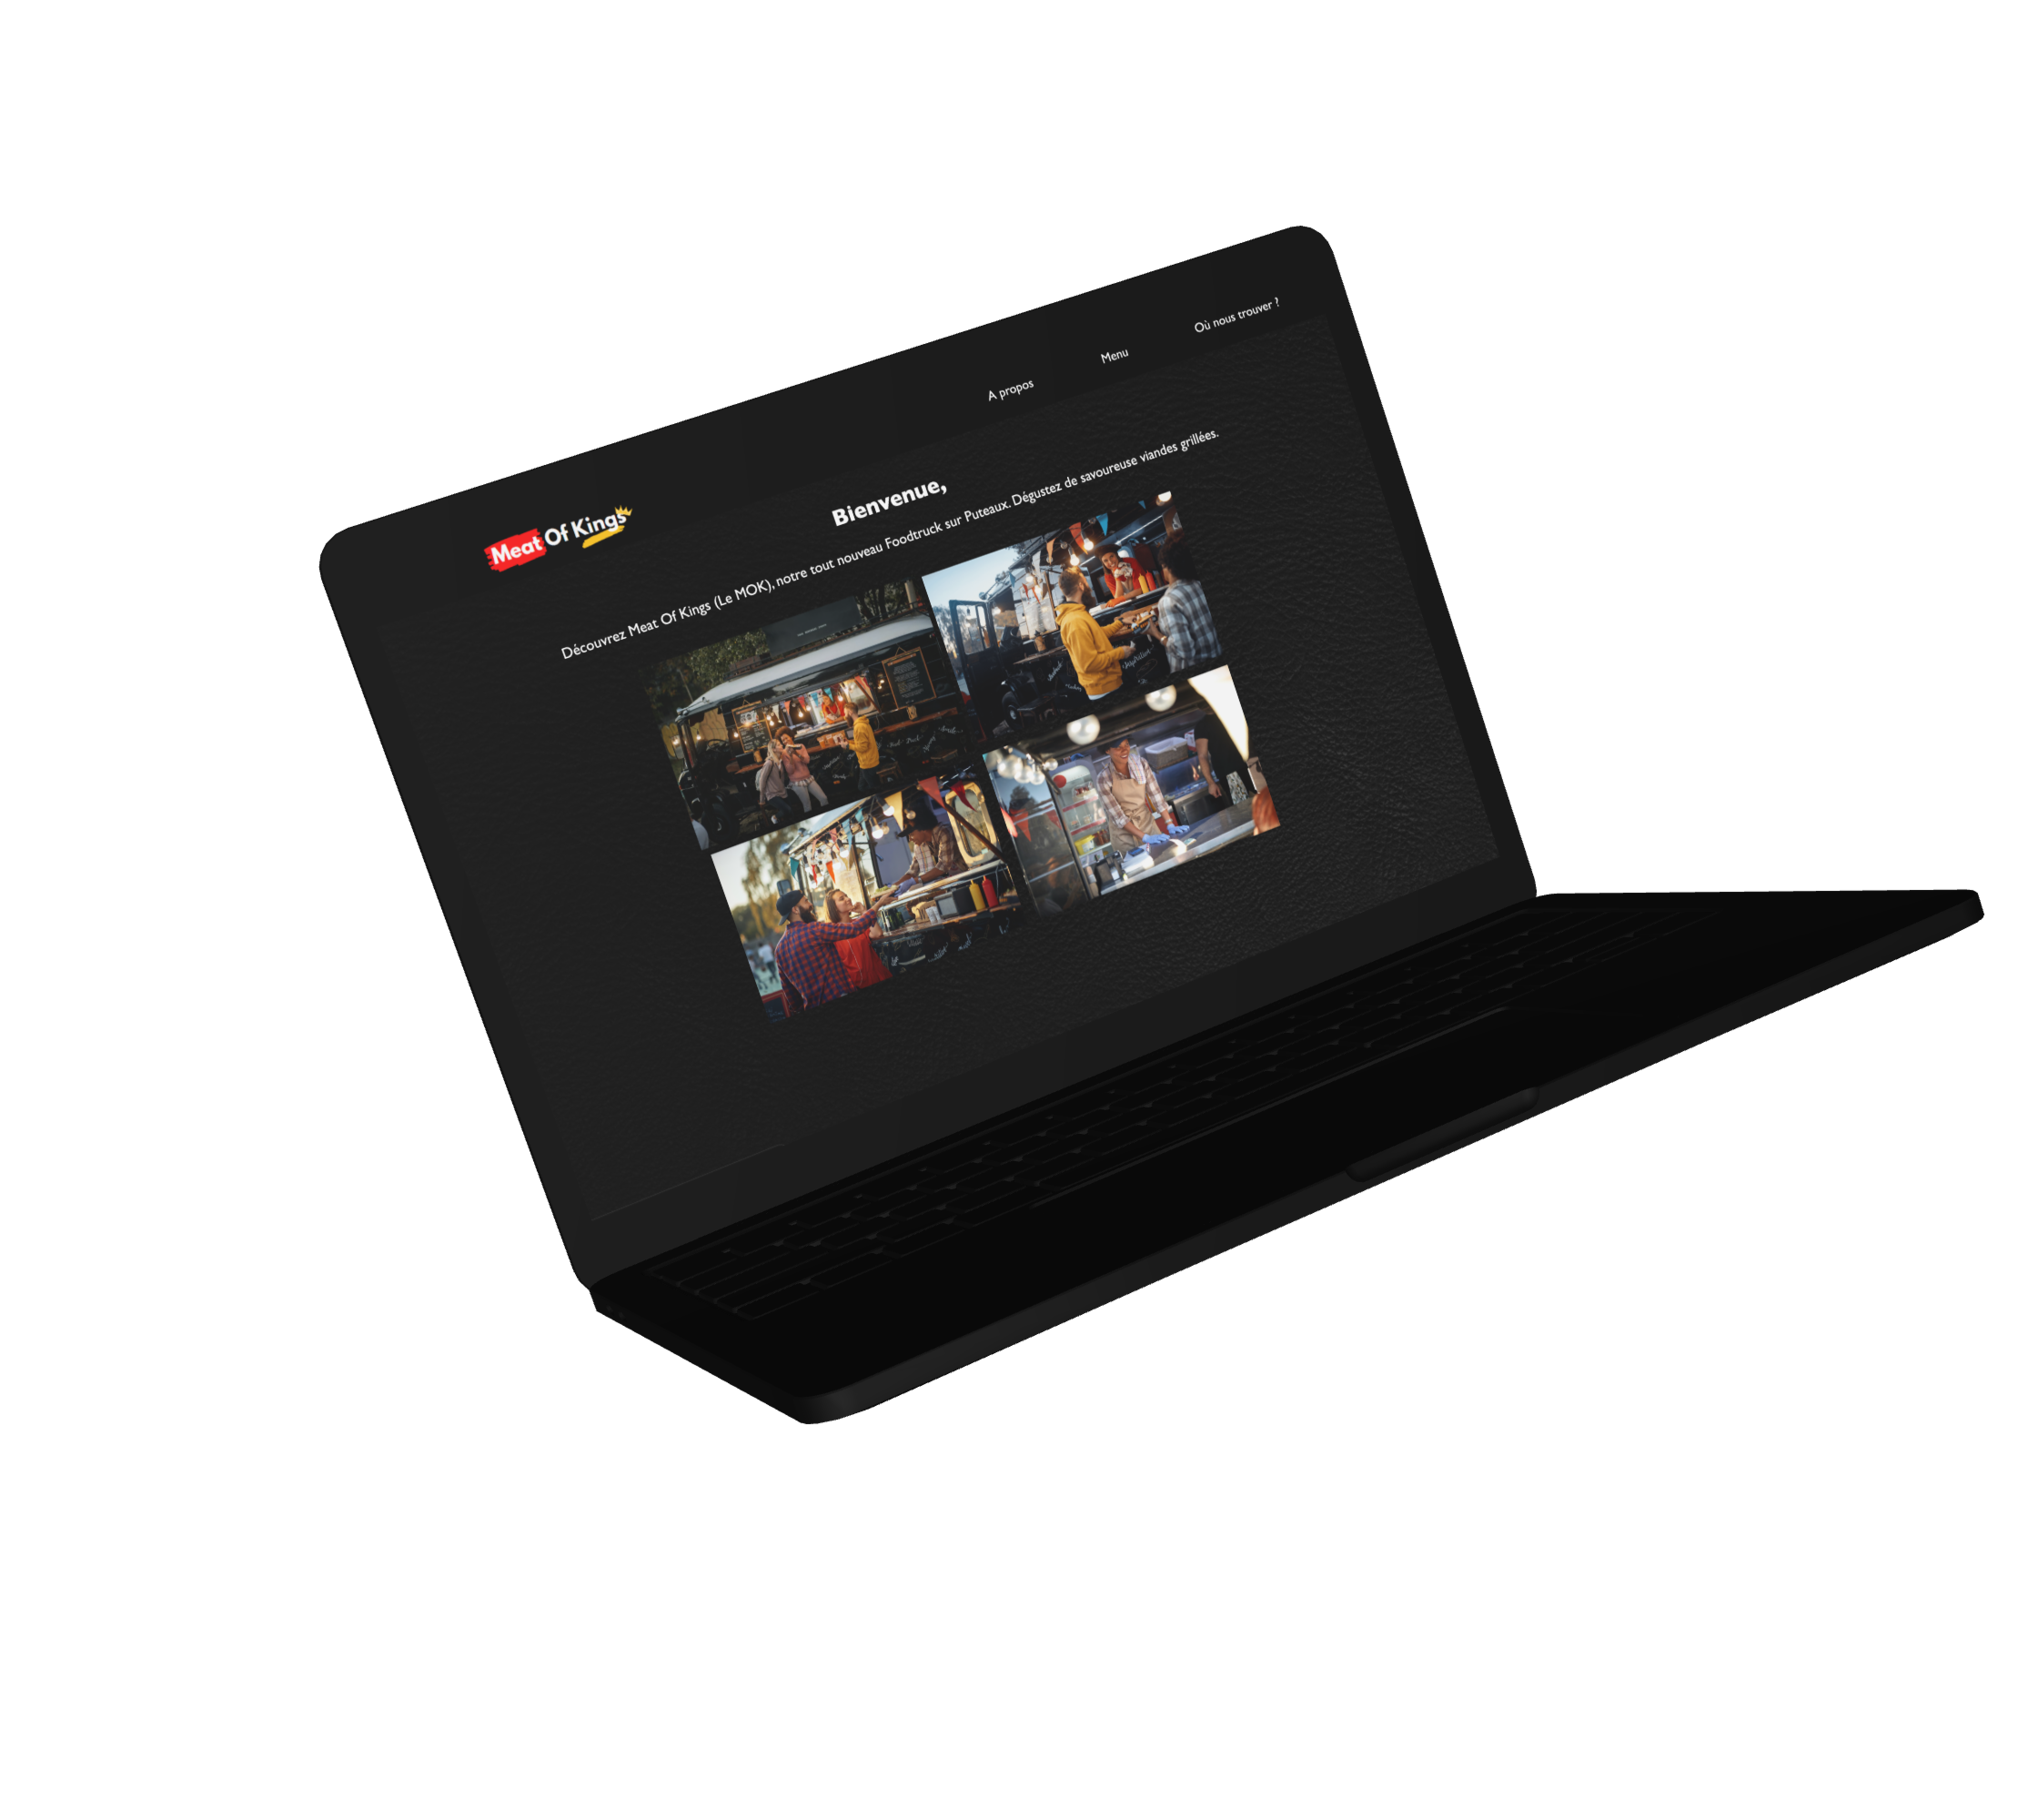 Meat Of Kings
A propos
Menu
Où nous trouver ?
Bienvenue,
Découvrez Meat Of Kings (Le MOK), notre tout nouveau Foodtruck sur Puteaux. Dégustez de savoureuse viandes grillées.